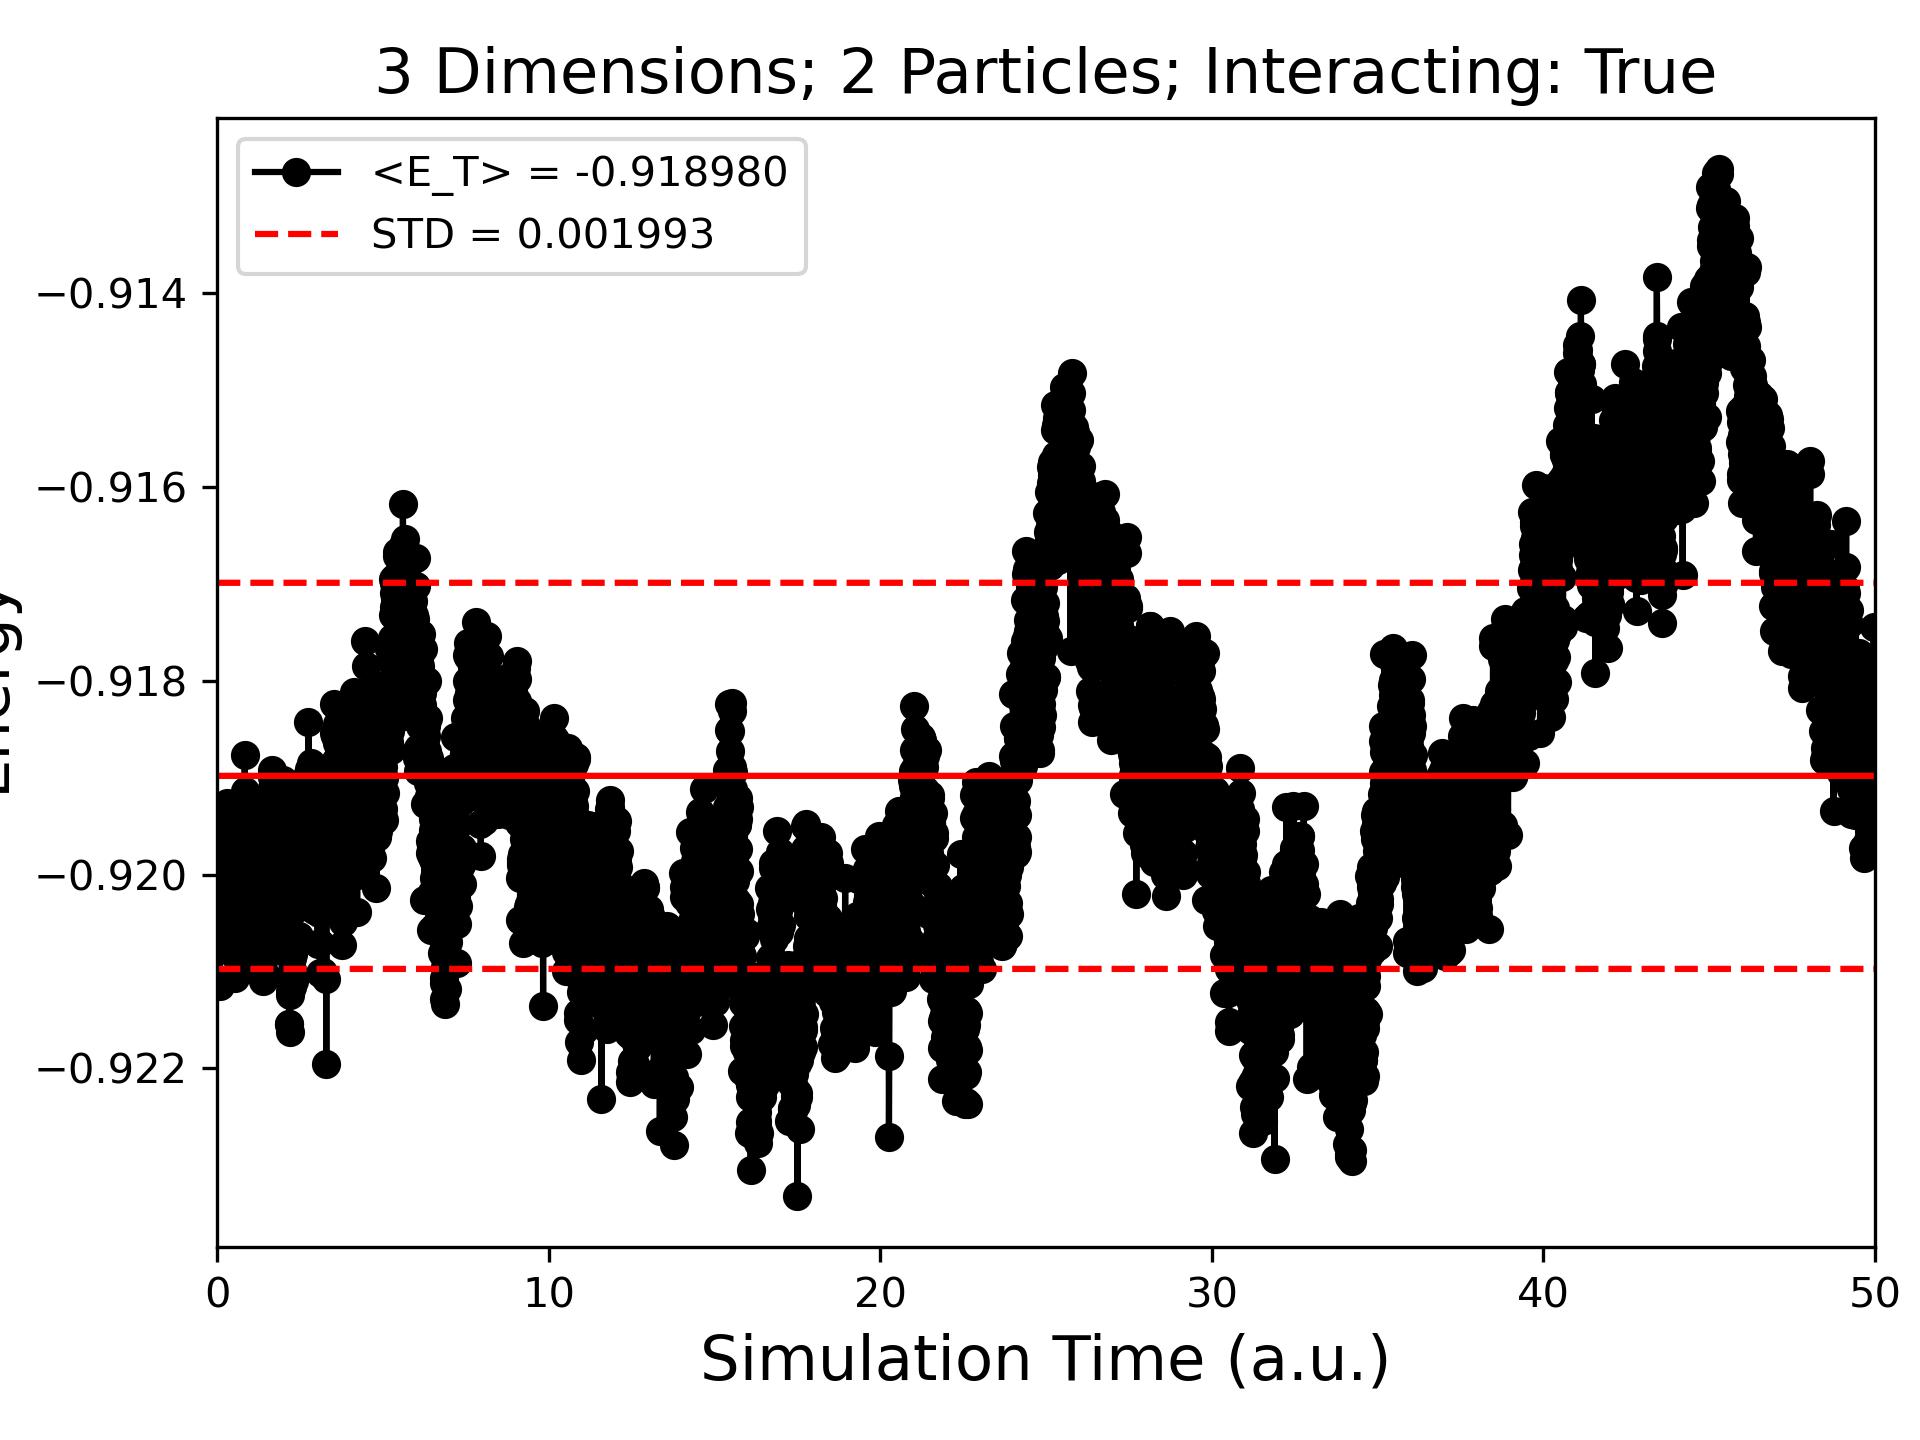 3 Dimensions; 2 Particles; Interacting: True
<E_T> = -0.918980
STD = 0.001993
Energy
−0.914
−0.916
−0.918
−0.920
−0.922
0 10 20 30 40 50
Simulation Time (a.u.)